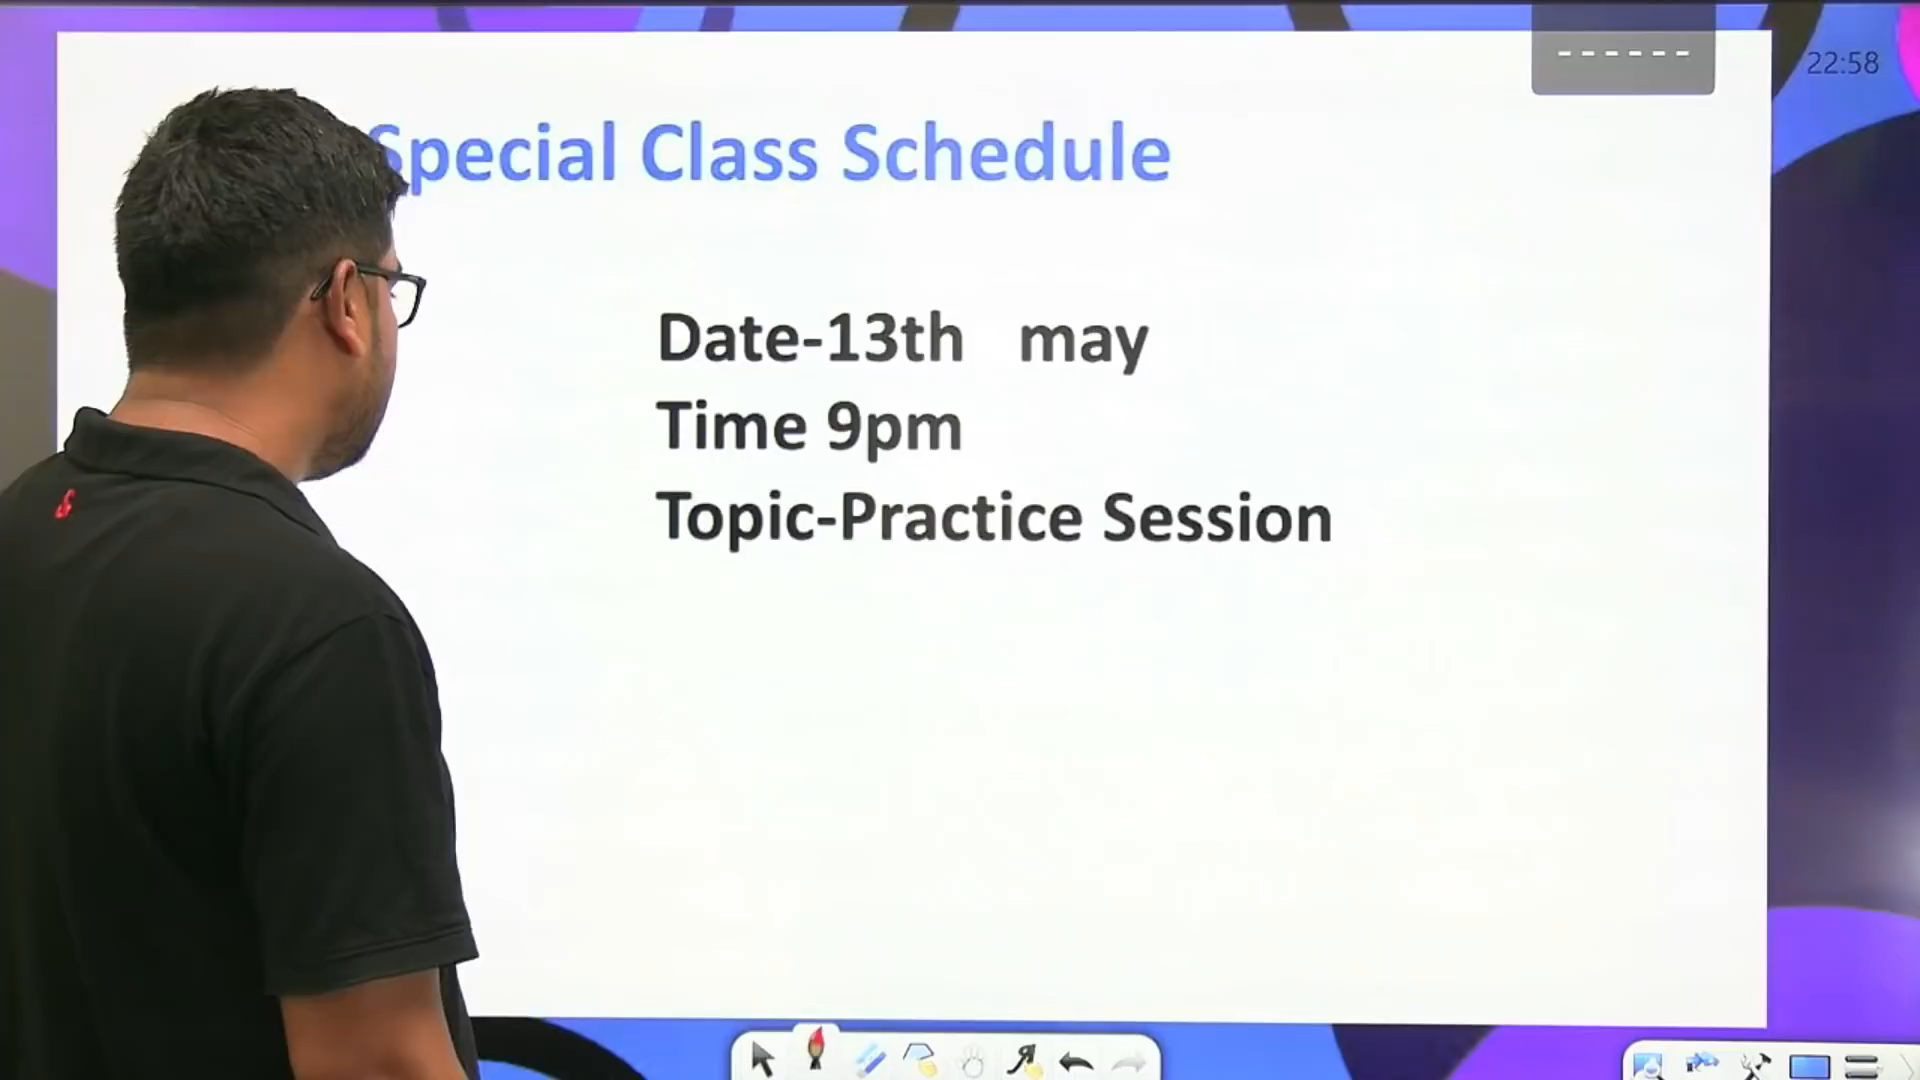 22:58
Special Class Schedule
Date-13th may
Time 9pm
Topic-Practice Session